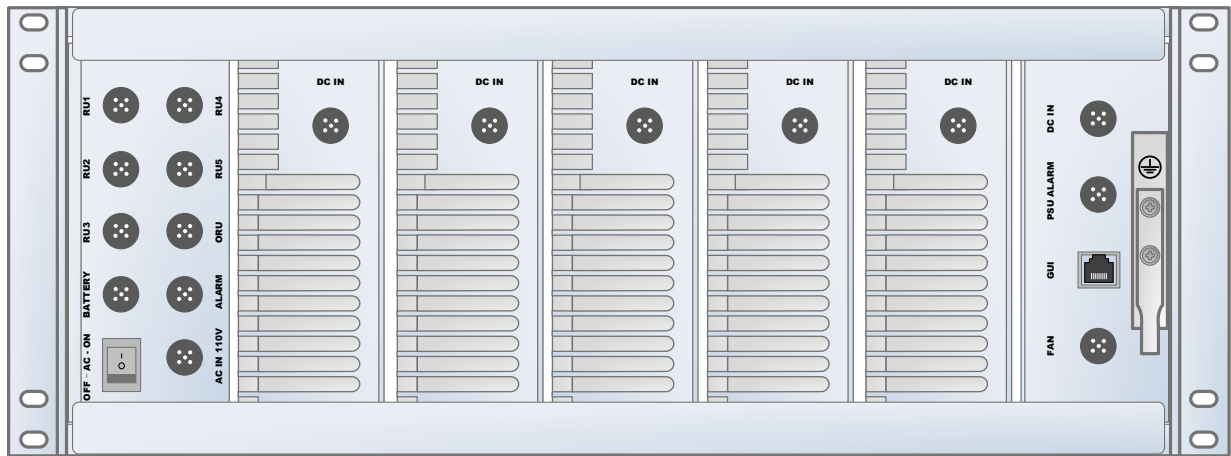 RU1
RU4
RU2
RU5
RU3
ORU
BATTERY
ALARM
OFF – AC - ON
AC IN 110V
DC IN
DC IN
DC IN
DC IN
DC IN
DC IN
PSU ALARM
GUI
FAN